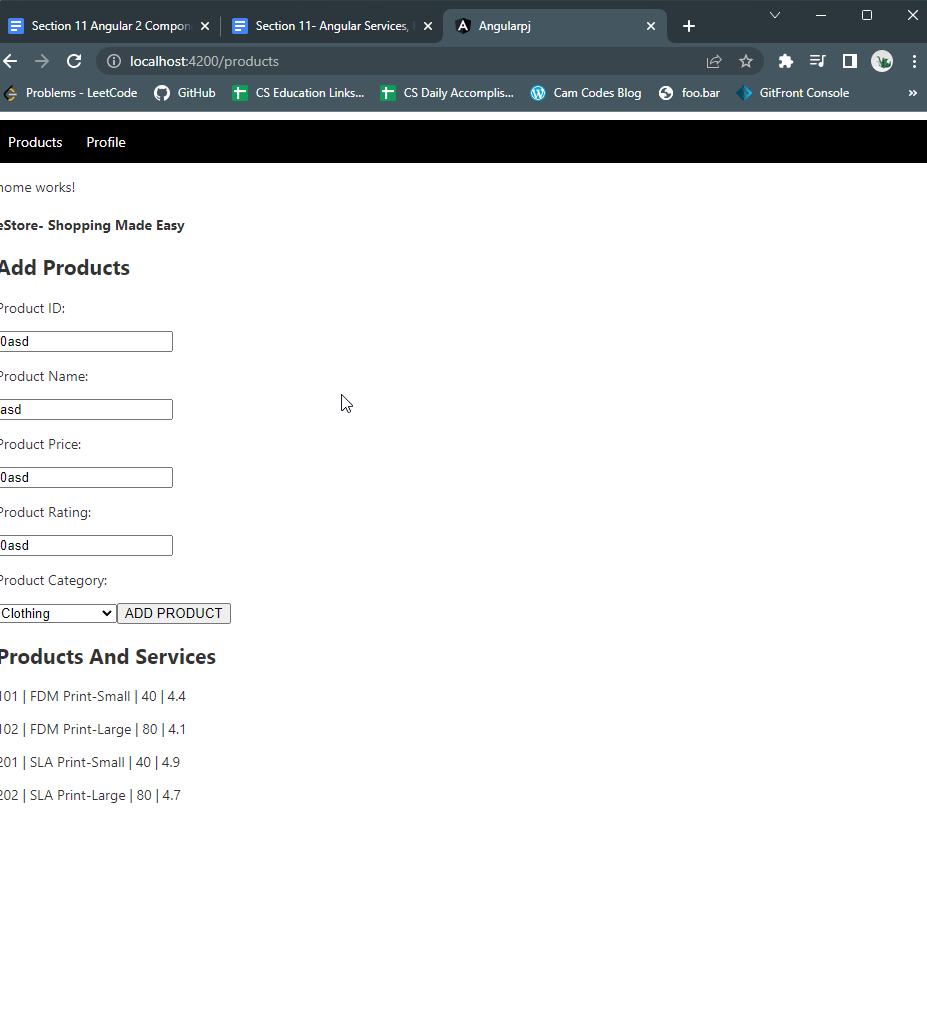 Section 11 Angular 2 Compon
Section 11- Angular Services,
Angularpj
localhost:4200/products
Problems - LeetCode
GitHub
CS Education Links...
CS Daily Accomplis...
Cam Codes Blog
foo.bar
GitFront Console
»
Products
Profile
home works!
eStore- Shopping Made Easy
Add Products
Product ID:
0asd
Product Name:
asd
Product Price:
0asd
Product Rating:
0asd
Product Category:
Clothing
ADD PRODUCT
Products And Services
101 | FDM Print-Small | 40 | 4.4
102 | FDM Print-Large | 80 | 4.1
201 | SLA Print-Small | 40 | 4.9
202 | SLA Print-Large | 80 | 4.7